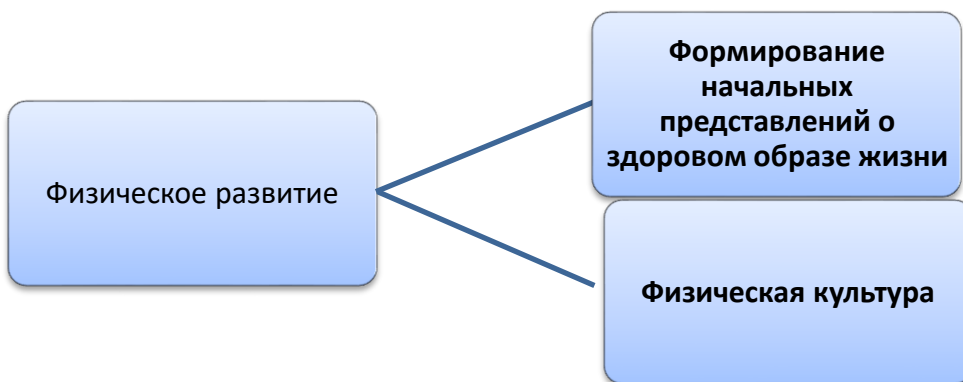 Физическое развитие
Формирование
начальных
представлений о
здоровом образе жизни
Физическая культура